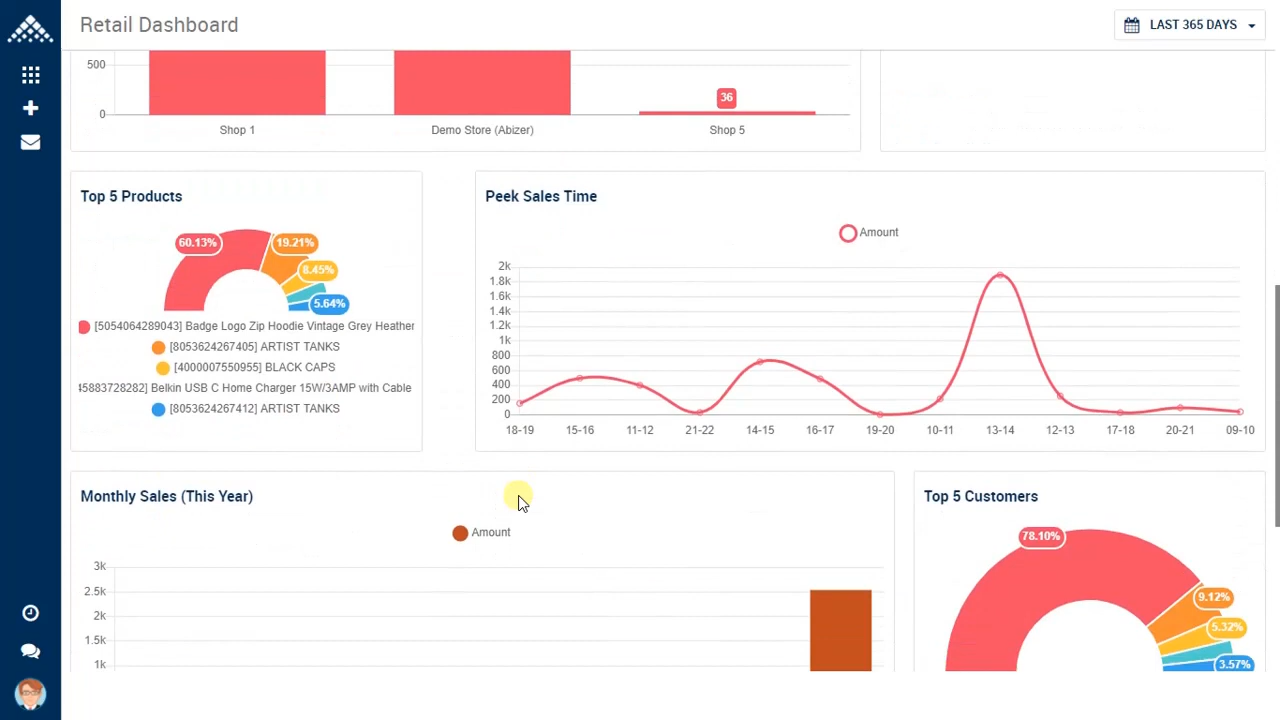 Retail Dashboard
LAST 365 DAYS
500
0
36
Shop 1
Demo Store (Abizer)
Shop 5
Top 5 Products
60.13%
19.21%
8.45%
5.64%
[5054064289043] Badge Logo Zip Hoodie Vintage Grey Heather
[8053624267405] ARTIST TANKS
[4000007550955] BLACK CAPS
45883728282] Belkin USB C Home Charger 15W/3AMP with Cable
[8053624267412] ARTIST TANKS
Peek Sales Time
Amount
2k
1.8k
1.6k
1.4k
1.2k
1k
800
600
400
200
0
18-19 15-16 11-12 21-22 14-15 16-17 19-20 10-11 13-14 12-13 17-18 20-21 09-10
Monthly Sales (This Year)
Amount
3k
2.5k
2k
1.5k
1k
Top 5 Customers
78.10%
9.12%
5.32%
3.57%